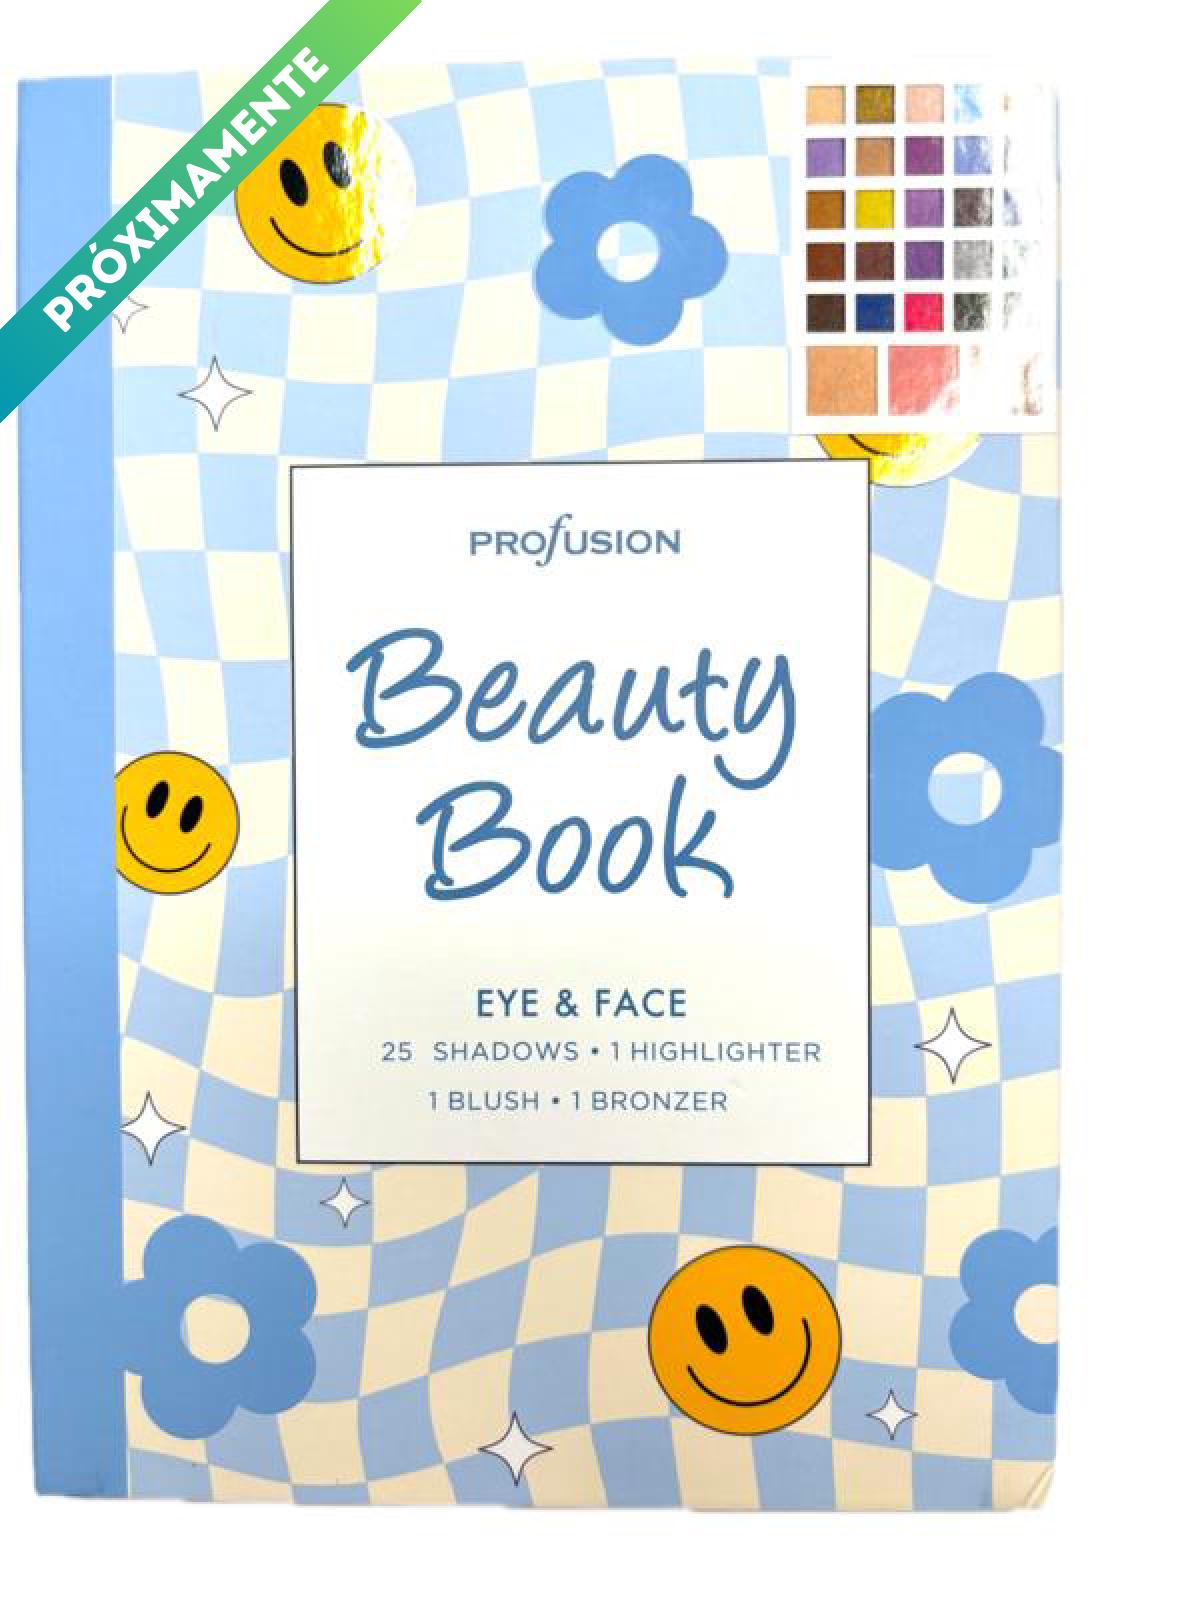 PRÓXIMAMENTE
PROfUSION
Beauty
Book
EYE & FACE
25 SHADOWS • 1 HIGHLIGHTER
1 BLUSH • 1 BRONZER